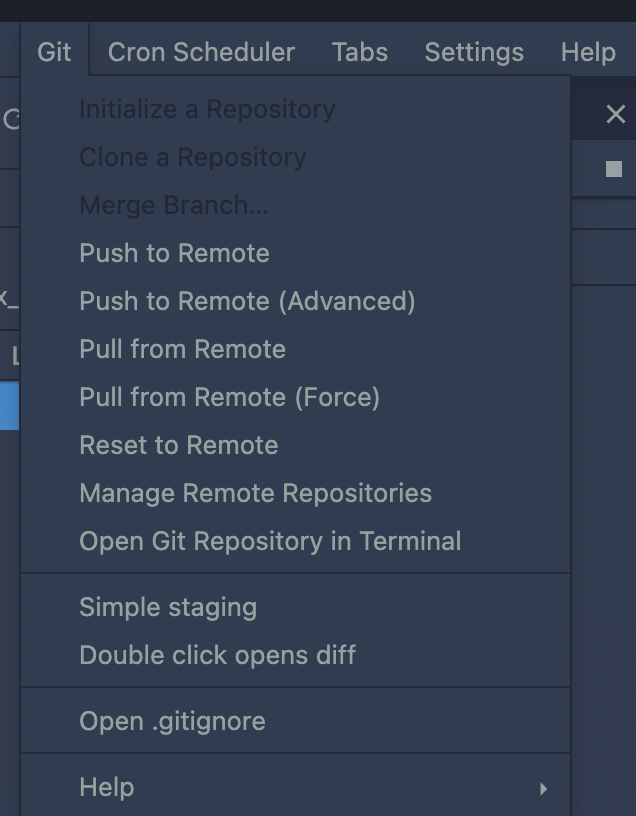 Git Cron Scheduler Tabs Settings Help
Initialize a Repository
Clone a Repository
Merge Branch...
Push to Remote
Push to Remote (Advanced)
Pull from Remote
Pull from Remote (Force)
Reset to Remote
Manage Remote Repositories
Open Git Repository in Terminal
Simple staging
Double click opens diff
Open .gitignore
Help